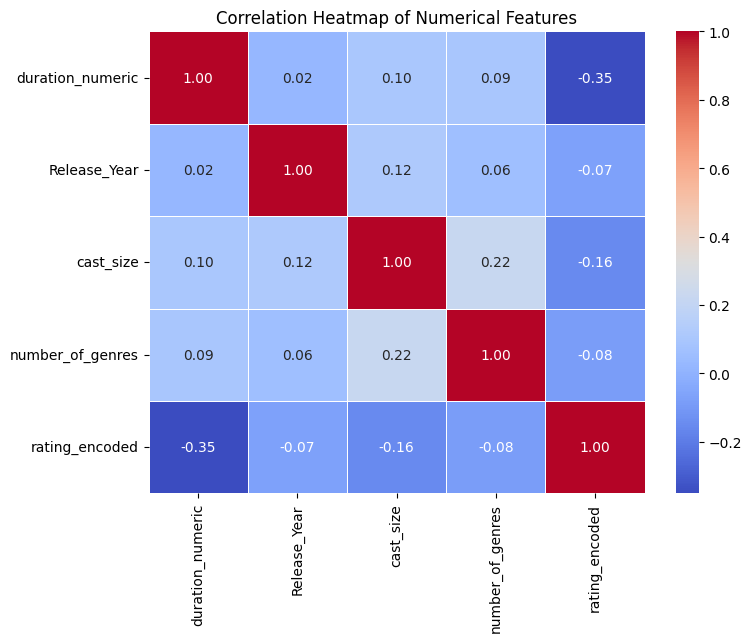 Correlation Heatmap of Numerical Features
duration_numeric 1.00 0.02 0.10 0.09 -0.35
Release_Year 0.02 1.00 0.12 0.06 -0.07
cast_size 0.10 0.12 1.00 0.22 -0.16
number_of_genres 0.09 0.06 0.22 1.00 -0.08
rating_encoded -0.35 -0.07 -0.16 -0.08 1.00
duration_numeric
Release_Year
cast_size
number_of_genres
rating_encoded
1.0
0.8
0.6
0.4
0.2
0.0
−0.2